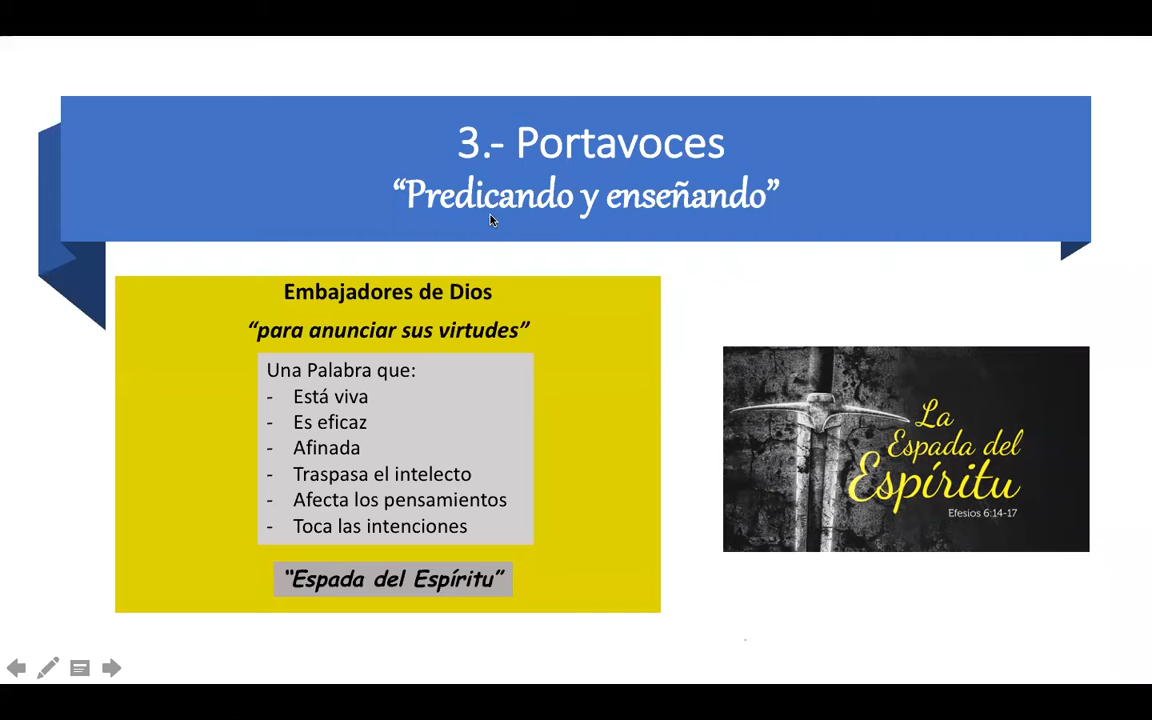 3.- Portavoces
“Predicando y enseñando”
Embajadores de Dios
“para anunciar sus virtudes”
Una Palabra que:
- Está viva
- Es eficaz
- Afinada
- Traspasa el intelecto
- Afecta los pensamientos
- Toca las intenciones
“Espada del Espíritu”
La
Espada del
Espíritu
Efesios 6:14-17